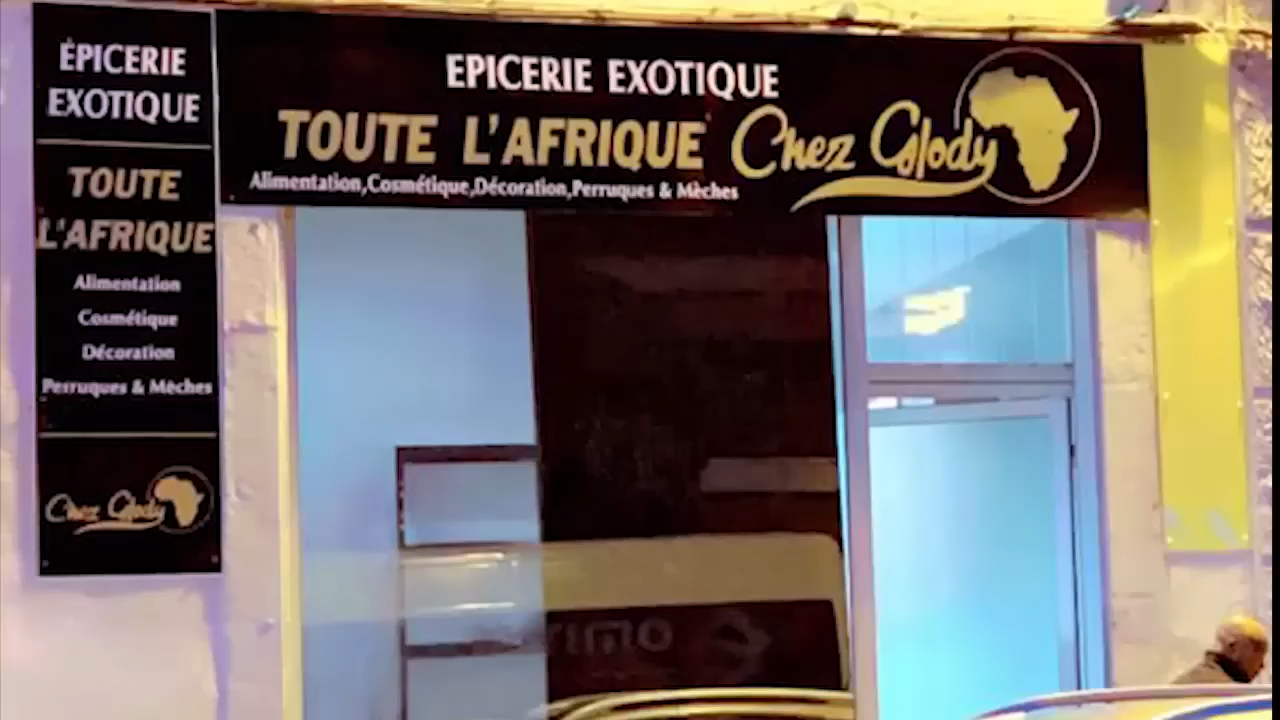 ÉPICERIE
EXOTIQUE
TOUTE
L'AFRIQUE
Alimentation
Cosmétique
Décoration
Perruques & Mèches
Chez Glody
EPICERIE EXOTIQUE
TOUTE L'AFRIQUE Chez Glody
Alimentation,Cosmétique,Décoration,Perruques & Mèches